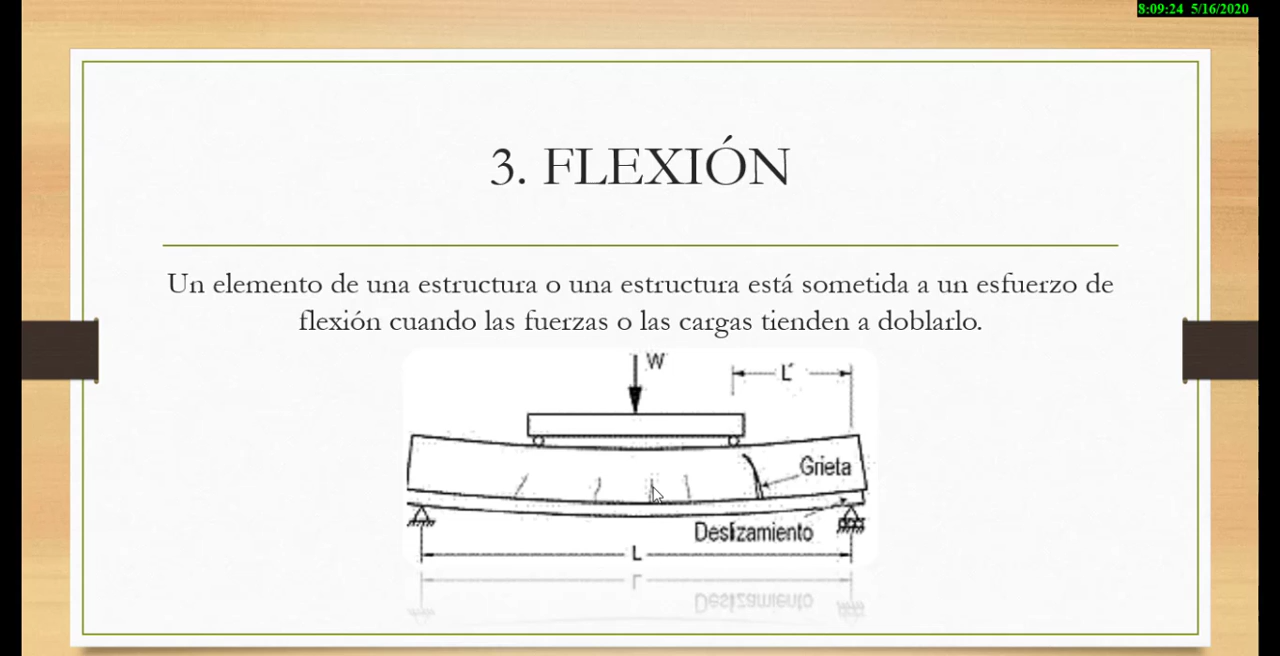 8:09:24 5/16/2020
3. FLEXIÓN
Un elemento de una estructura o una estructura está sometida a un esfuerzo de
flexión cuando las fuerzas o las cargas tienden a doblarlo.
W
L'
Grieta
Deslizamiento
L